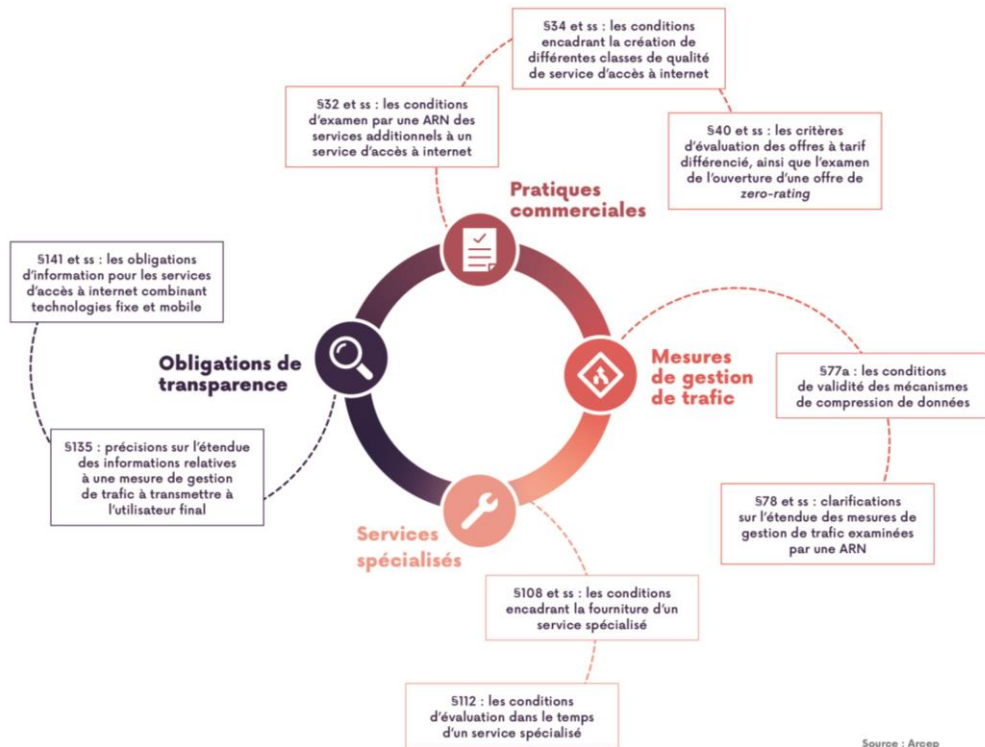 §34 et ss : les conditions
encadrant la création de
différentes classes de qualité
de service d'accès à internet
§32 et ss : les conditions
d'examen par une ARN des
services additionnels à un
service d'accès à internet
§40 et ss : les critères
d'évaluation des offres à tarif
différencié, ainsi que l'examen
de l'ouverture d'une offre de
zero-rating
Pratiques
commerciales
§141 et ss : les obligations
d'information pour les services
d'accès à internet combinant
technologies fixe et mobile
Obligations de
transparence
Mesures
de gestion
de trafic
§77a : les conditions
de validité des mécanismes
de compression de données
§135 : précisions sur l'étendue
des informations relatives
à une mesure de gestion
de trafic à transmettre à
l'utilisateur final
§78 et ss : clarifications
sur l'étendue des mesures de
gestion de trafic examinées
par une ARN
Services
spécialisés
§108 et ss : les conditions
encadrant la fourniture d'un
service spécialisé
§112 : les conditions
d'évaluation dans le temps
d'un service spécialisé
Source : Arcep